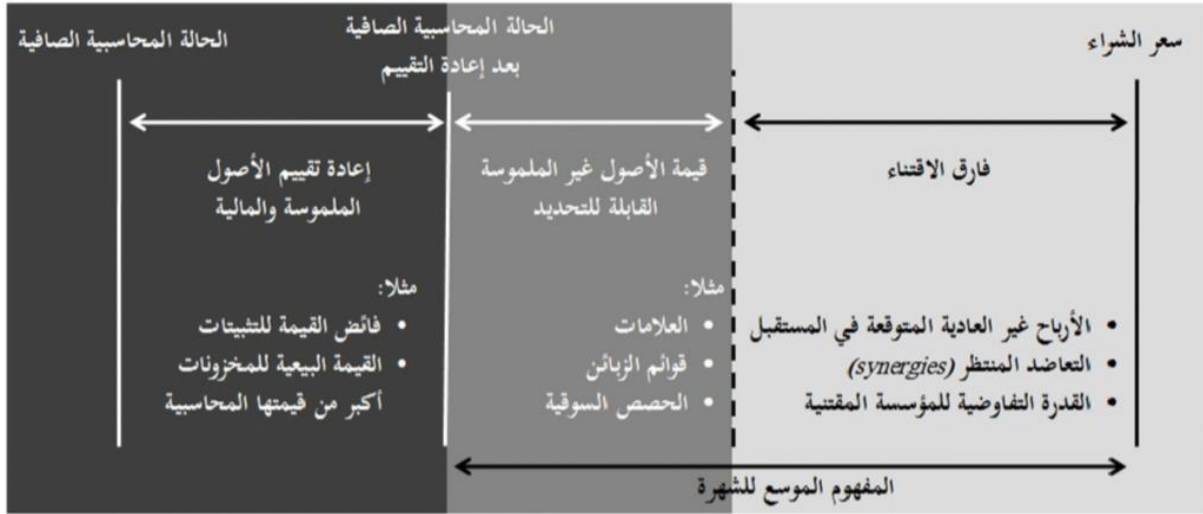 سعر الشراء
الحالة المحاسبية الصافية
بعد إعادة التقييم
الحالة المحاسبية الصافية
فارق الاقتناء
قيمة الأصول غير الملموسة
القابلة للتحديد
إعادة تقييم الأصول
الملموسة والمالية
• الأرباح غير العادية المتوقعة في المستقبل
• التعاضد المنتظر (synergies)
• القدرة التفاوضية للمؤسسة المقتنية
مثلا:
• العلامات
• قوائم الزبائن
• الحصص السوقية
مثلا:
• فائض القيمة للتثبيتات
• القيمة البيعية للمخزونات
أكبر من قيمتها المحاسبية
المفهوم الموسع للشهرة